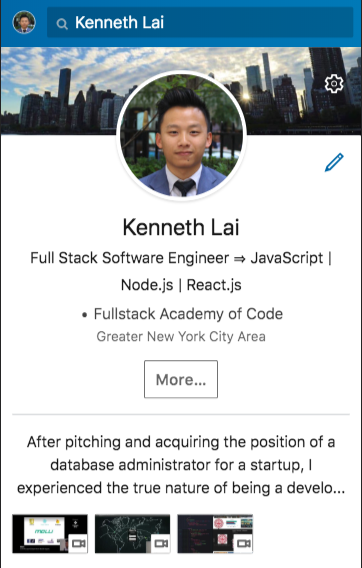 Kenneth Lai
Kenneth Lai
Full Stack Software Engineer ⇒ JavaScript |
Node.js | React.js
• Fullstack Academy of Code
Greater New York City Area
More...
After pitching and acquiring the position of a
database administrator for a startup, I
experienced the true nature of being a develo...